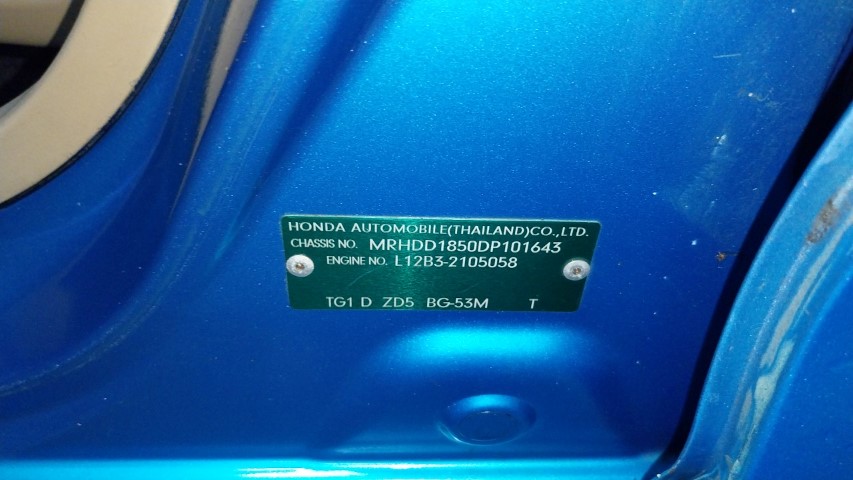 HONDA AUTOMOBILE(THAILAND)CO.,LTD.
CHASSIS NO. MRHDD1850DP101643
ENGINE NO. L12B3-2105058
TG1 D ZD5 BG-53M T